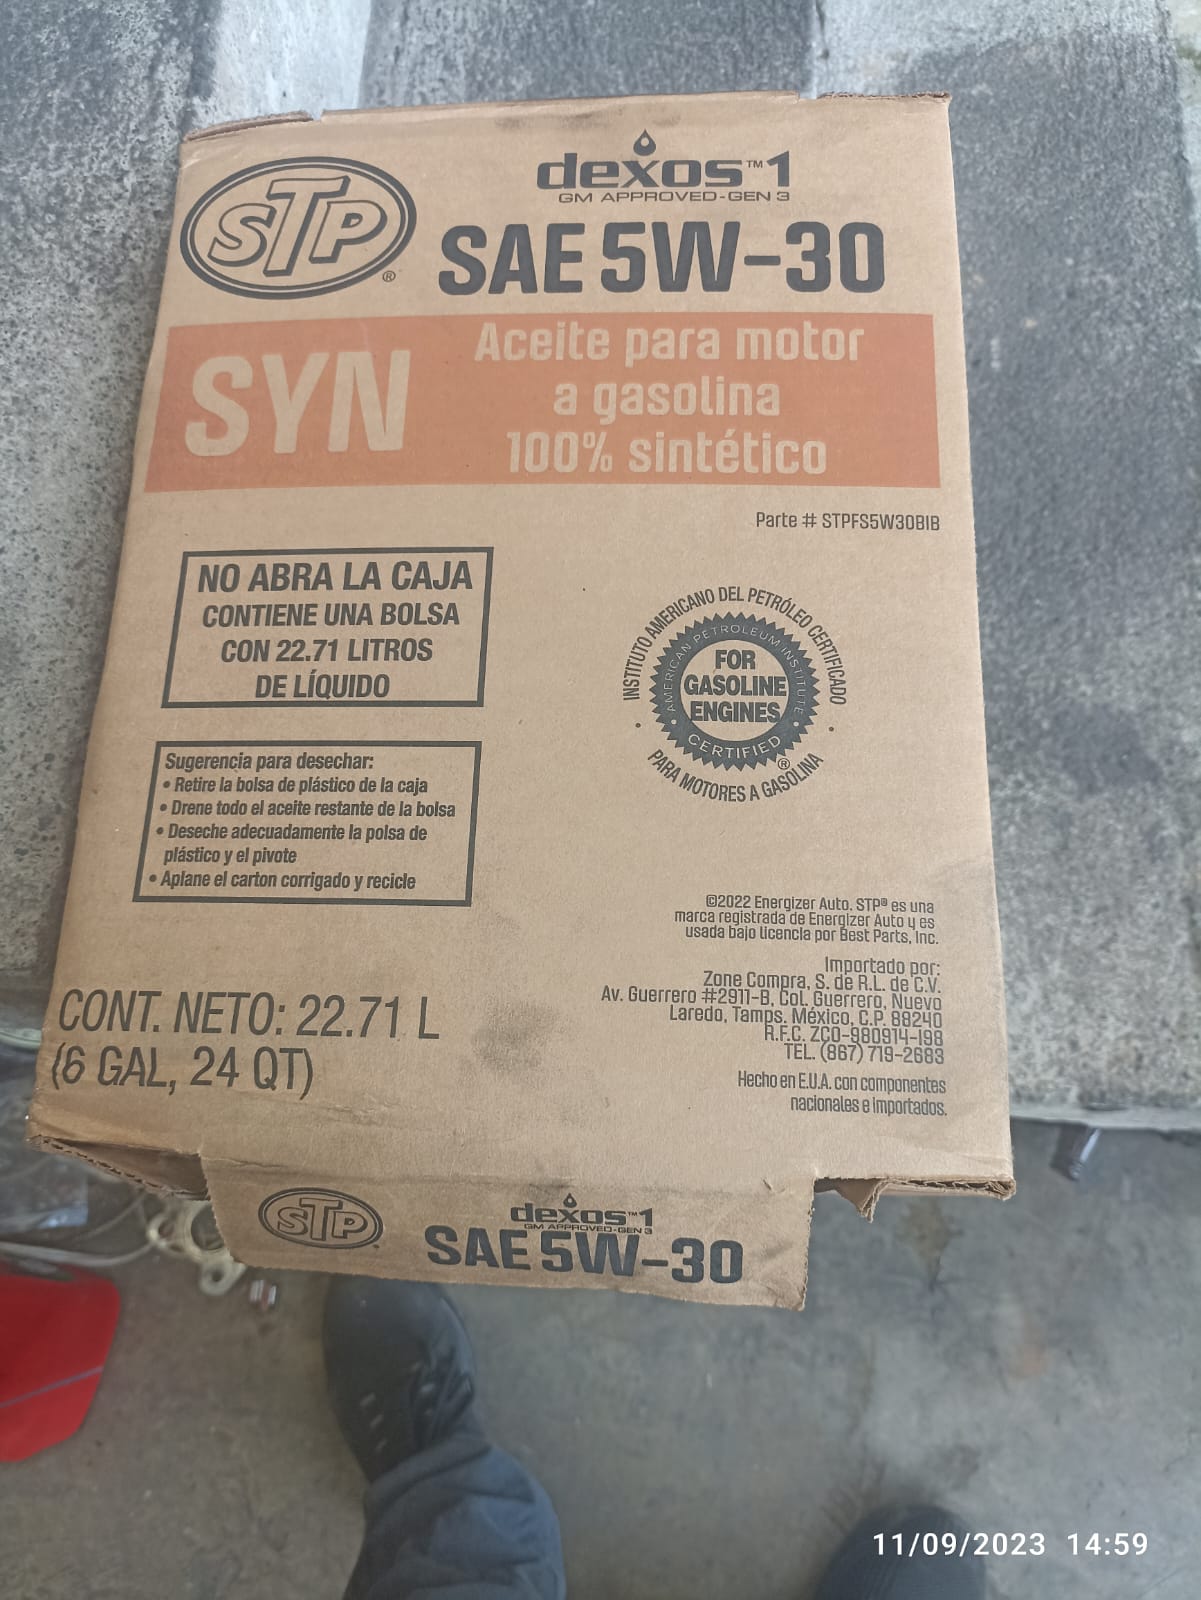 STP®
dexos™1
GM APPROVED-GEN 3
SAE 5W-30
SYN
Aceite para motor
a gasolina
100% sintético
Parte # STPFS5W30BIB
NO ABRA LA CAJA
CONTIENE UNA BOLSA
CON 22.71 LITROS
DE LÍQUIDO
INSTITUTO AMERICANO DEL PETRÓLEO CERTIFICADO
AMERICAN PETROLEUM INSTITUTE
FOR
GASOLINE
ENGINES
CERTIFIED
®
PARA MOTORES A GASOLINA
Sugerencia para desechar:
• Retire la bolsa de plástico de la caja
• Drene todo el aceite restante de la bolsa
• Deseche adecuadamente la polsa de
plástico y el pivote
• Aplane el carton corrigado y recicle
©2022 Energizer Auto. STP® es una
marca registrada de Energizer Auto y es
usada bajo licencia por Best Parts, Inc.
Importado por:
Zone Compra, S. de R.L. de C.V.
Av. Guerrero #2911-B, Col. Guerrero, Nuevo
Laredo, Tamps. México, C.P. 88240
R.F.C. ZCO-980914-198
TEL. (867) 719-2683
Hecho en E.U.A. con componentes
nacionales e importados.
CONT. NETO: 22.71 L
(6 GAL, 24 QT)
STP®
dexos™1
GM APPROVED-GEN 3
SAE 5W-30
11/09/2023 14:59